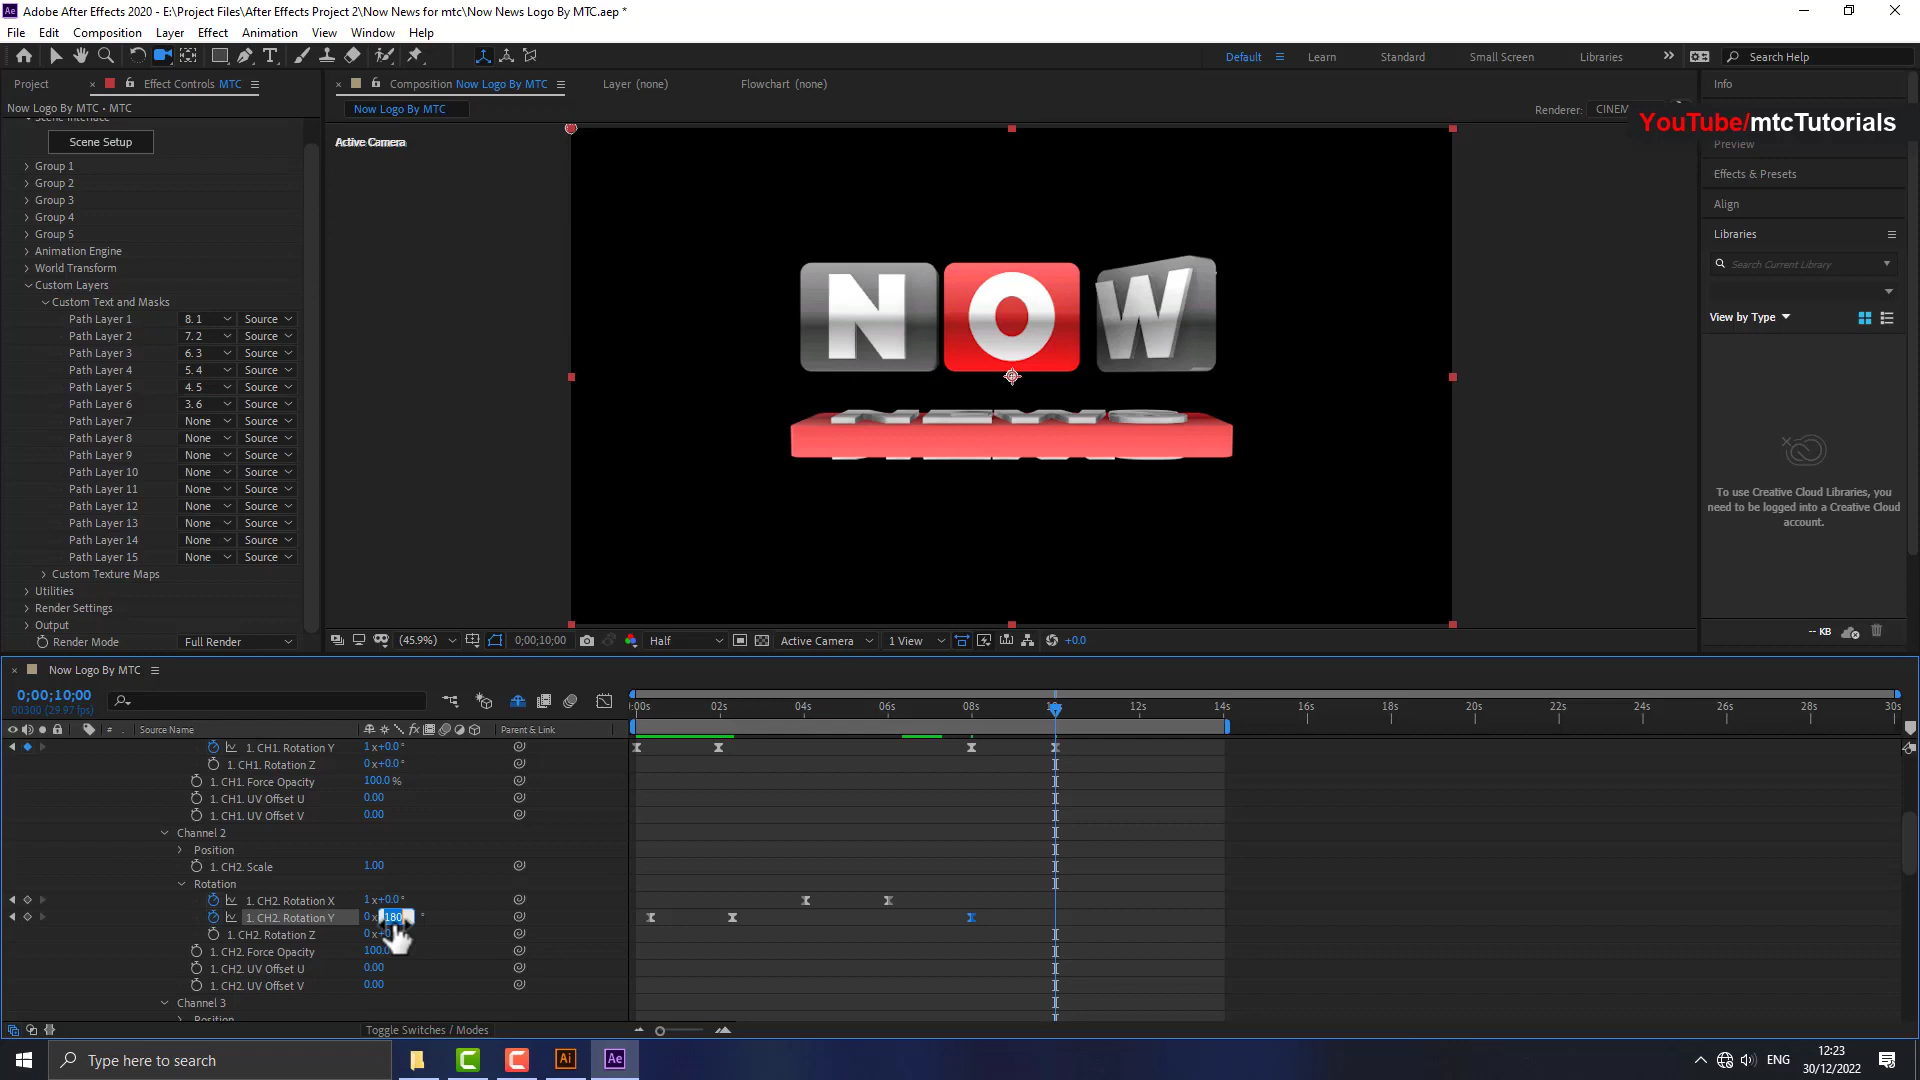 Adobe After Effects 2020 - E:\Project Files\After Effects Project 2\Now News for mtc\Now News Logo By MTC.aep *
File Edit Composition Layer Effect Animation View Window Help
Default Learn Standard Small Screen Libraries Search Help
Project Effect Controls MTC
Now Logo By MTC • MTC
Scene Interface
Scene Setup
Group 1
Group 2
Group 3
Group 4
Group 5
Animation Engine
World Transform
Custom Layers
Custom Text and Masks
Path Layer 1 8. 1 Source
Path Layer 2 7. 2 Source
Path Layer 3 6. 3 Source
Path Layer 4 5. 4 Source
Path Layer 5 4. 5 Source
Path Layer 6 3. 6 Source
Path Layer 7 None Source
Path Layer 8 None Source
Path Layer 9 None Source
Path Layer 10 None Source
Path Layer 11 None Source
Path Layer 12 None Source
Path Layer 13 None Source
Path Layer 14 None Source
Path Layer 15 None Source
Custom Texture Maps
Utilities
Render Settings
Output
Render Mode Full Render
Composition Now Logo By MTC Layer (none) Flowchart (none)
Now Logo By MTC
Renderer: CINEM
Active Camera
NOW
NEWS
(45.9%) 0;00;10;00 Half Active Camera 1 View +0.0
YouTube/mtcTutorials
Info
Preview
Effects & Presets
Align
Libraries
Search Current Library
View by Type
To use Creative Cloud Libraries, you
need to be logged into a Creative Cloud
account.
-- KB
Now Logo By MTC
0;00;10;00
00300 (29.97 fps)
# Source Name fx Parent & Link
:00s 02s 04s 06s 08s 10s 12s 14s 16s 18s 20s 22s 24s 26s 28s 30s
1. CH1. Rotation Y 1 x+0.0°
1. CH1. Rotation Z 0 x+0.0°
1. CH1. Force Opacity 100.0 %
1. CH1. UV Offset U 0.00
1. CH1. UV Offset V 0.00
Channel 2
Position
1. CH2. Scale 1.00
Rotation
1. CH2. Rotation X 1 x+0.0°
1. CH2. Rotation Y 0 x 180 °
1. CH2. Rotation Z 0 x+0
1. CH2. Force Opacity 100.0
1. CH2. UV Offset U 0.00
1. CH2. UV Offset V 0.00
Channel 3
Position
Toggle Switches / Modes
Type here to search
Ai Ae
ENG
12:23
30/12/2022